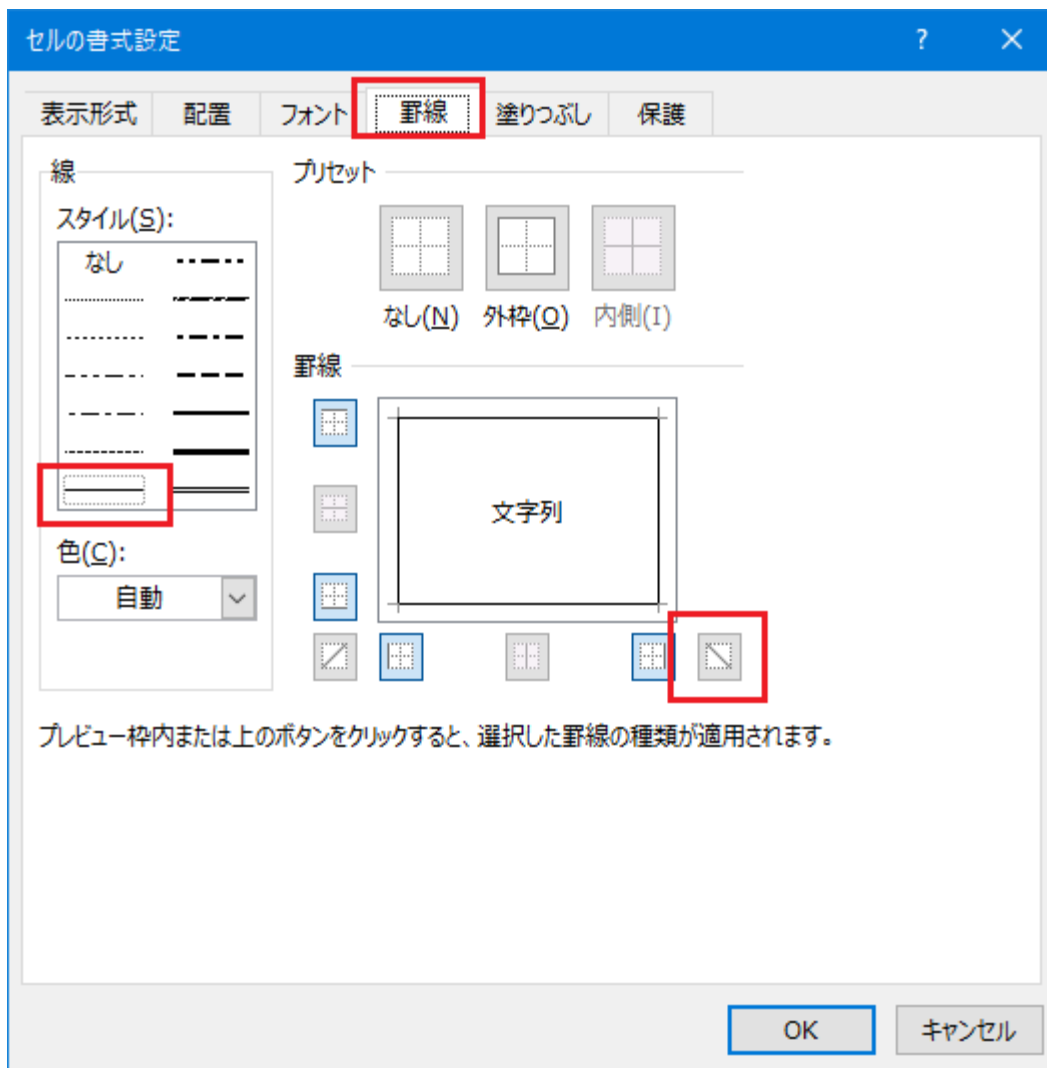 セルの書式設定
表示形式 配置 フォント 罫線 塗りつぶし 保護
線
スタイル(S):
なし
色(C):
自動
プリセット
なし(N) 外枠(O) 内側(I)
罫線
文字列
プレビュー枠内または上のボタンをクリックすると、選択した罫線の種類が適用されます。
OK キャンセル